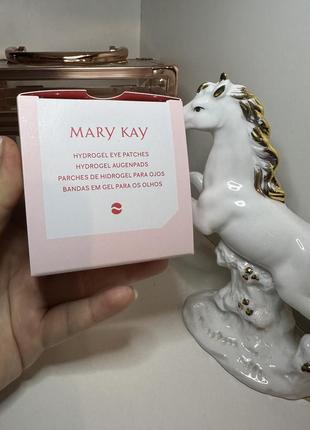 MARY KAY
HYDROGEL EYE PATCHES
HYDROGEL AUGENPADS
PARCHES DE HIDROGEL PARA OJOS
BANDAS EM GEL PARA OS OLHOS